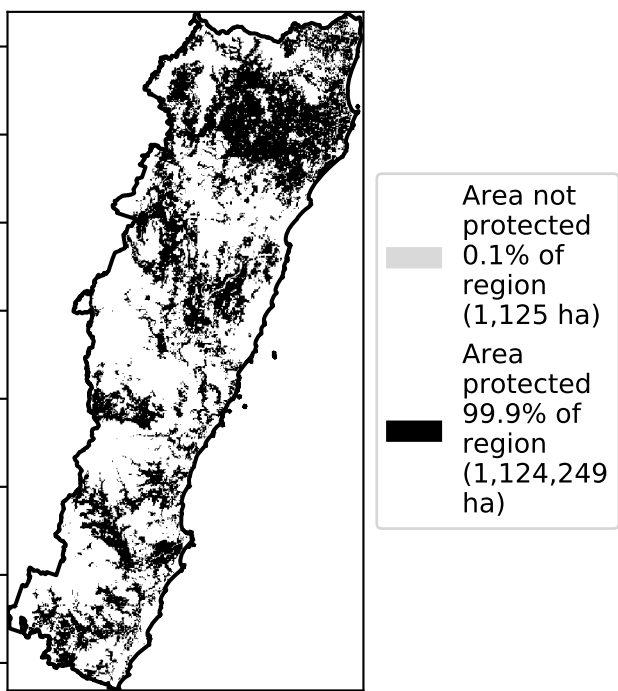 Area not
protected
0.1% of
region
(1,125 ha)
Area
protected
99.9% of
region
(1,124,249
ha)